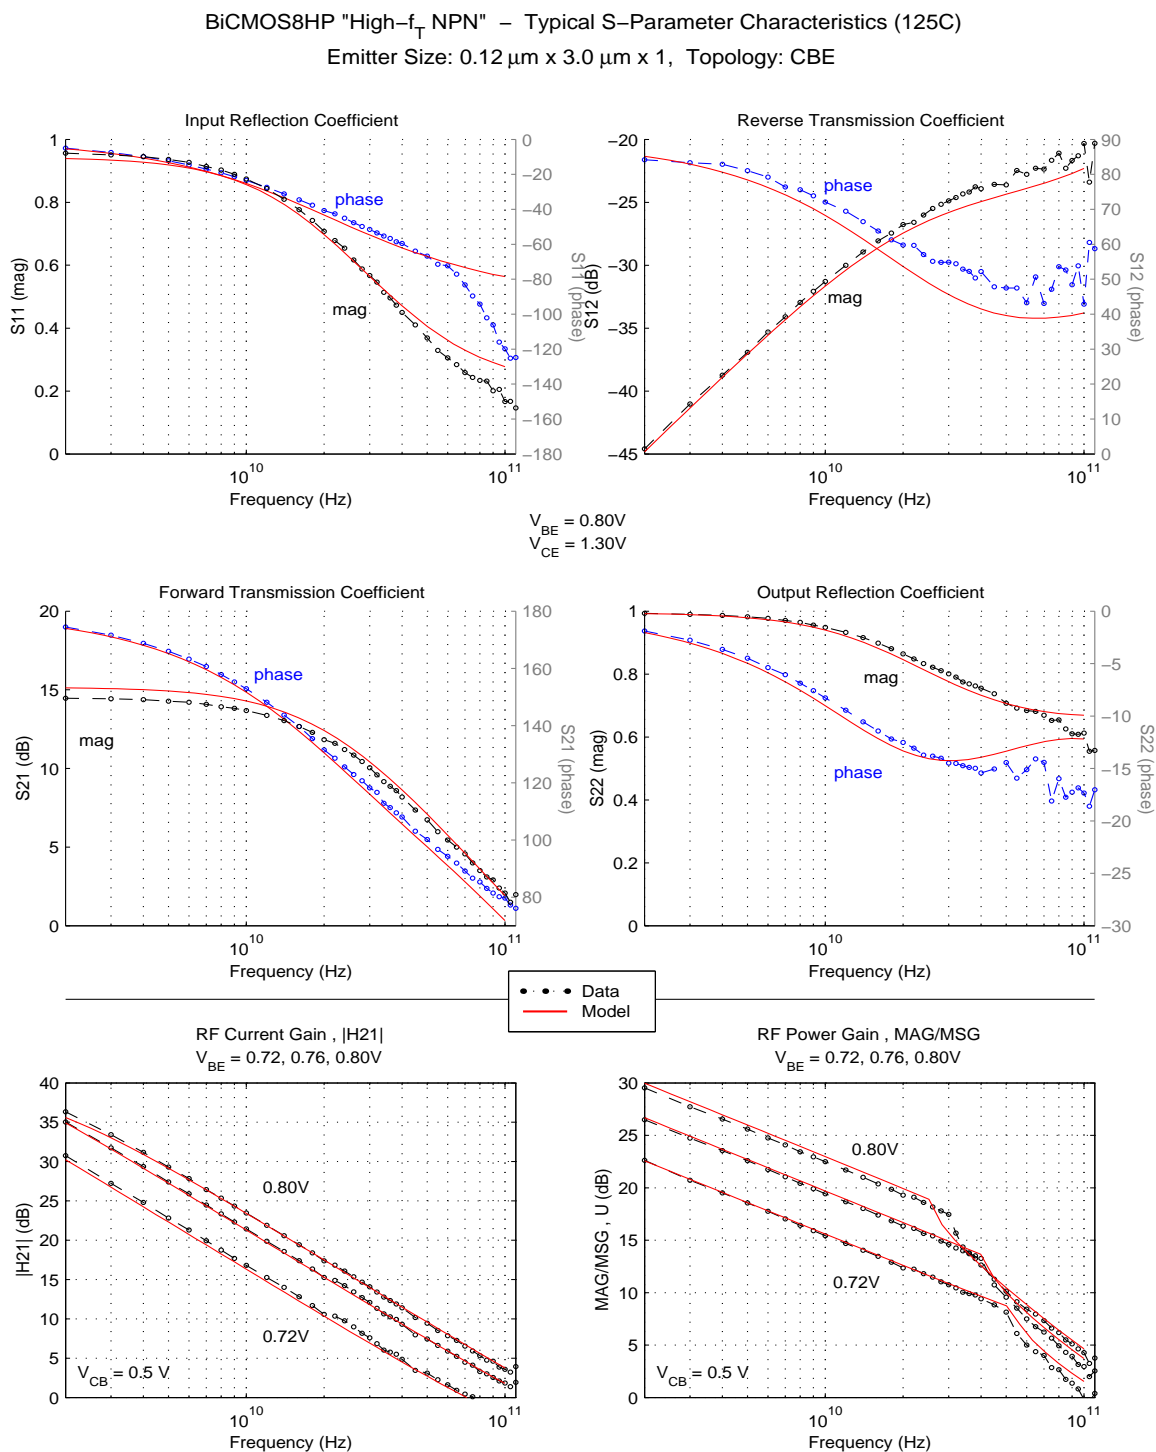 BiCMOS8HP "High−fT NPN" − Typical S−Parameter Characteristics (125C)
Emitter Size: 0.12 μm x 3.0 μm x 1, Topology: CBE
Input Reflection Coefficient
1
0.8
0.6
0.4
0.2
0
S11 (mag)
0
−20
−40
−60
−80
−100
−120
−140
−160
−180
S11 (phase)
phase
mag
10^10
10^11
Frequency (Hz)
Reverse Transmission Coefficient
−20
−25
−30
−35
−40
−45
S12 (dB)
90
80
70
60
50
40
30
20
10
0
S12 (phase)
phase
mag
10^10
10^11
Frequency (Hz)
VBE = 0.80V
VCE = 1.30V
Forward Transmission Coefficient
20
15
10
5
0
S21 (dB)
180
160
140
120
100
80
S21 (phase)
phase
mag
10^10
10^11
Frequency (Hz)
Output Reflection Coefficient
1
0.8
0.6
0.4
0.2
0
S22 (mag)
0
−5
−10
−15
−20
−25
−30
S22 (phase)
mag
phase
10^10
10^11
Frequency (Hz)
Data
Model
RF Current Gain , |H21|
VBE = 0.72, 0.76, 0.80V
40
35
30
25
20
15
10
5
0
|H21| (dB)
0.80V
0.72V
VCB = 0.5 V
10^10
10^11
Frequency (Hz)
RF Power Gain , MAG/MSG
VBE = 0.72, 0.76, 0.80V
30
25
20
15
10
5
0
MAG/MSG , U (dB)
0.80V
0.72V
VCB = 0.5 V
10^10
10^11
Frequency (Hz)